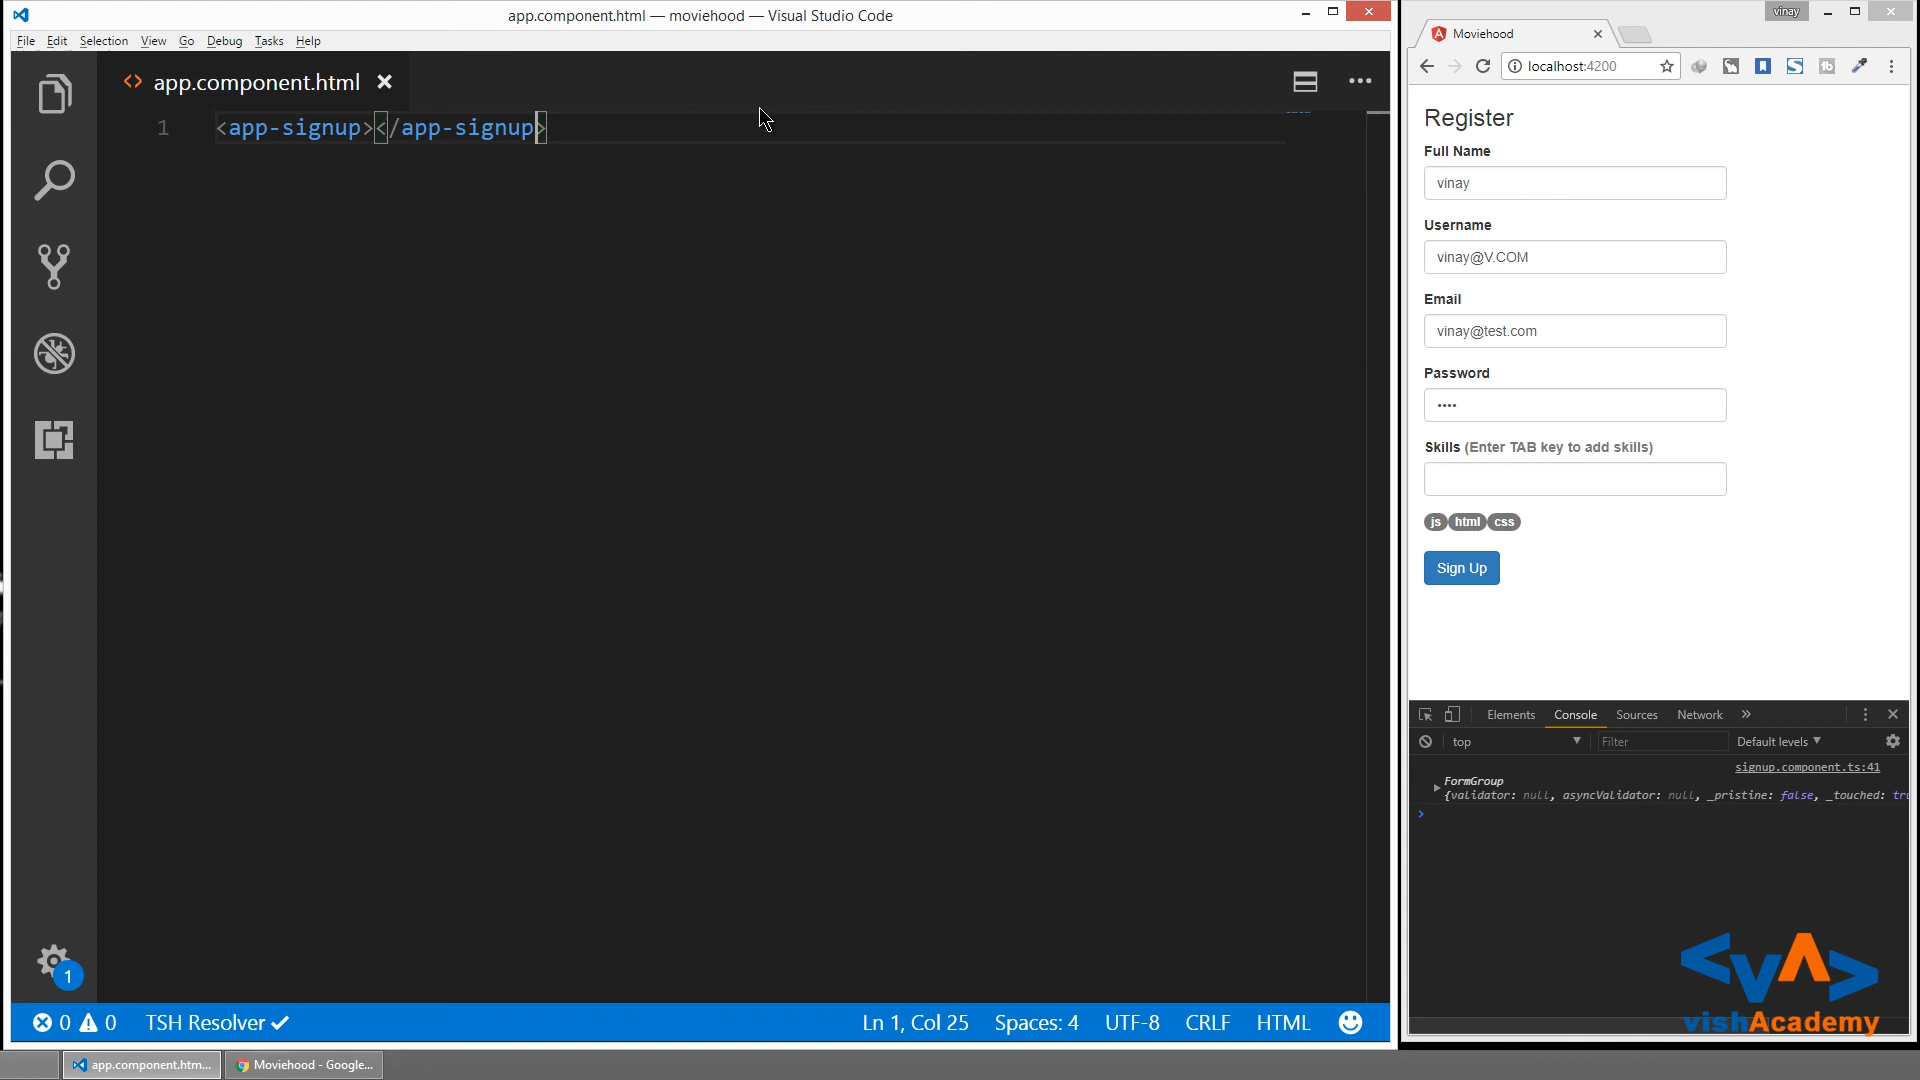 app.component.html — moviehood — Visual Studio Code
File Edit Selection View Go Debug Tasks Help
<> app.component.html
1 <app-signup></app-signup>
1
0 0 TSH Resolver Ln 1, Col 25 Spaces: 4 UTF-8 CRLF HTML
app.component.htm... Moviehood - Google...
vinay
Moviehood
localhost:4200
Register
Full Name
vinay
Username
vinay@V.COM
Email
vinay@test.com
Password
••••
Skills (Enter TAB key to add skills)
js html css
Sign Up
Elements Console Sources Network »
top Filter Default levels
signup.component.ts:41
FormGroup
{validator: null, asyncValidator: null, _pristine: false, _touched: tru
>
<VA>
vishAcademy